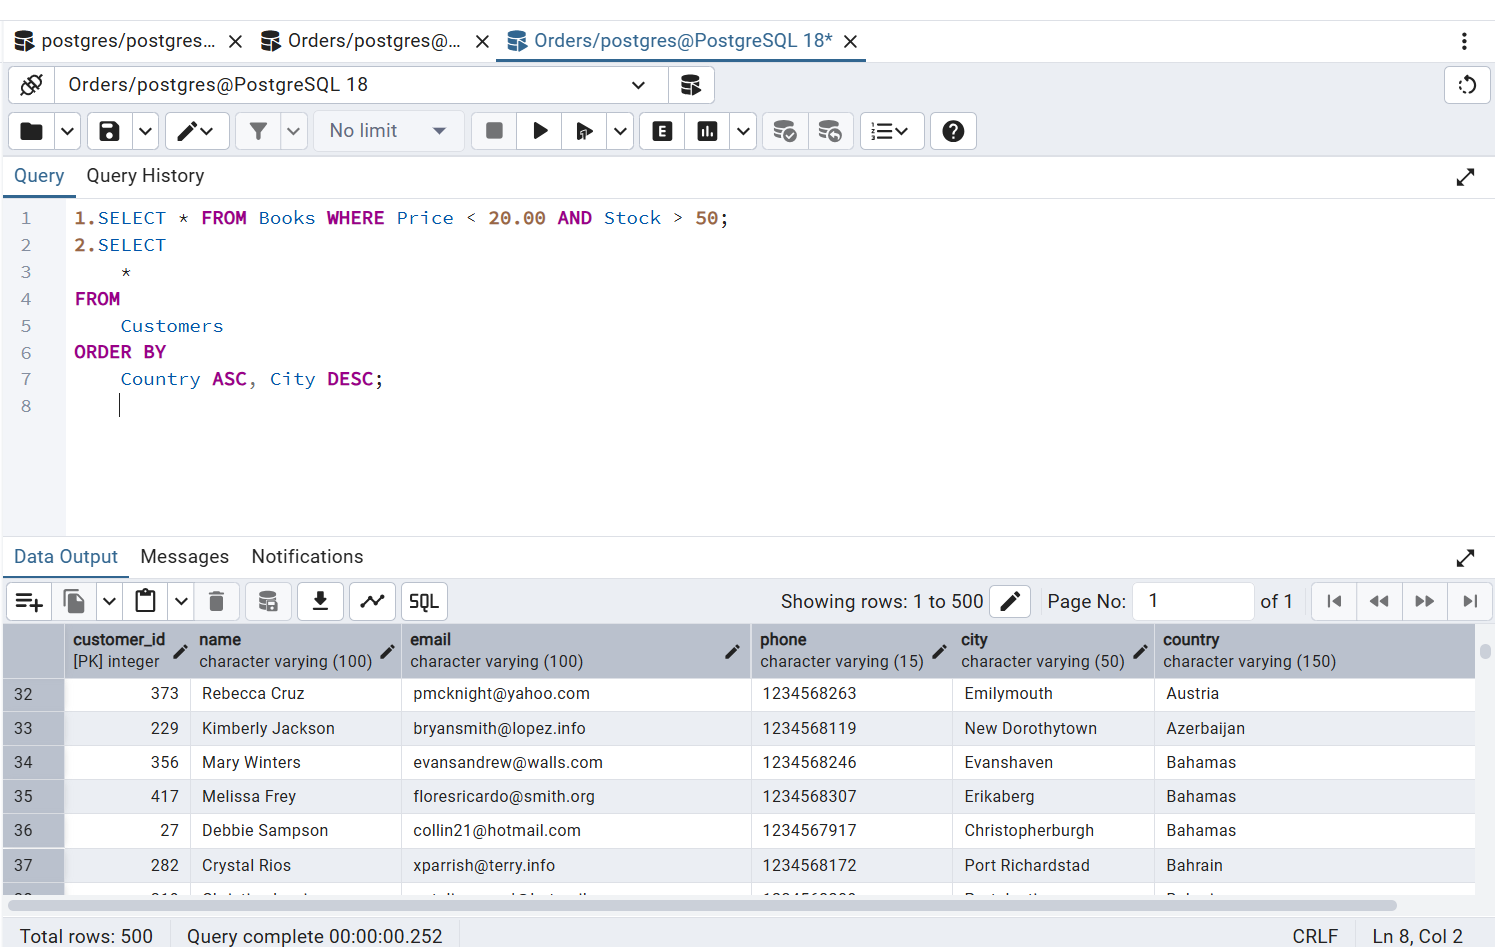 postgres/postgres... Orders/postgres@... Orders/postgres@PostgreSQL 18*
Orders/postgres@PostgreSQL 18
No limit E
Query Query History
1 1.SELECT * FROM Books WHERE Price < 20.00 AND Stock > 50;
2 2.SELECT
3 *
4 FROM
5 Customers
6 ORDER BY
7 Country ASC, City DESC;
8
Data Output Messages Notifications
SQL Showing rows: 1 to 500 Page No: 1 of 1
customer_id name email phone city country
[PK] integer character varying (100) character varying (100) character varying (15) character varying (50) character varying (150)
32 373 Rebecca Cruz pmcknight@yahoo.com 1234568263 Emilymouth Austria
33 229 Kimberly Jackson bryansmith@lopez.info 1234568119 New Dorothytown Azerbaijan
34 356 Mary Winters evansandrew@walls.com 1234568246 Evanshaven Bahamas
35 417 Melissa Frey floresricardo@smith.org 1234568307 Erikaberg Bahamas
36 27 Debbie Sampson collin21@hotmail.com 1234567917 Christopherburgh Bahamas
37 282 Crystal Rios xparrish@terry.info 1234568172 Port Richardstad Bahrain
Total rows: 500 Query complete 00:00:00.252 CRLF Ln 8, Col 2